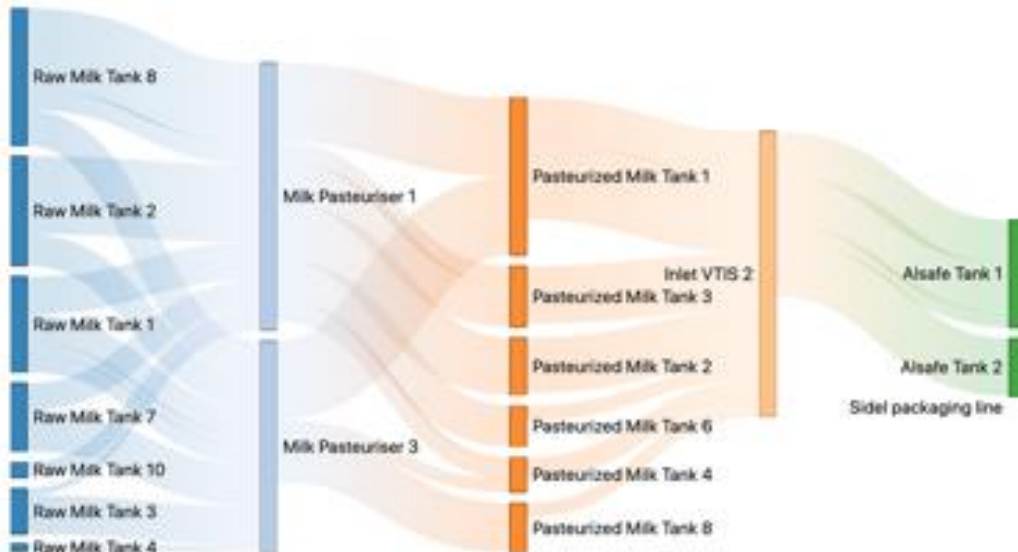 Raw Milk Tank 8
Raw Milk Tank 2
Raw Milk Tank 1
Raw Milk Tank 7
Raw Milk Tank 10
Raw Milk Tank 3
Raw Milk Tank 4
Milk Pasteuriser 1
Milk Pasteuriser 3
Pasteurized Milk Tank 1
Pasteurized Milk Tank 3
Pasteurized Milk Tank 2
Pasteurized Milk Tank 6
Pasteurized Milk Tank 4
Pasteurized Milk Tank 8
Inlet VTIS 2
Alsafe Tank 1
Alsafe Tank 2
Sidel packaging line